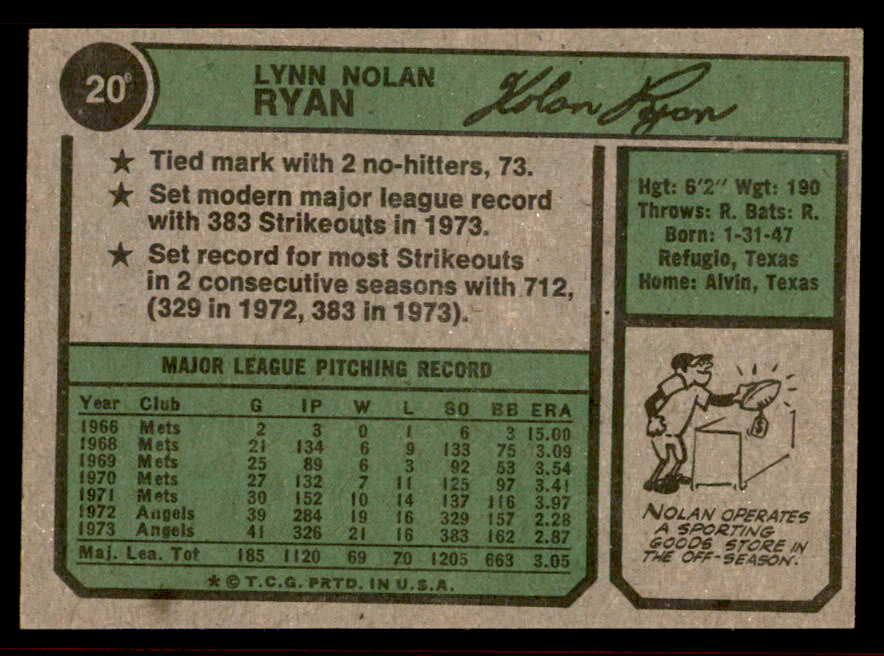 20
LYNN NOLAN
RYAN
Nolan Ryan
★ Tied mark with 2 no-hitters, 73.
★ Set modern major league record
with 383 Strikeouts in 1973.
★ Set record for most Strikeouts
in 2 consecutive seasons with 712,
(329 in 1972, 383 in 1973).
Hgt: 6'2" Wgt: 190
Throws: R. Bats: R.
Born: 1-31-47
Refugio, Texas
Home: Alvin, Texas
MAJOR LEAGUE PITCHING RECORD
Year Club G IP W L SO BB ERA
1966 Mets 2 3 0 1 6 3 15.00
1968 Mets 21 134 6 9 133 75 3.09
1969 Mets 25 89 6 3 92 53 3.54
1970 Mets 27 132 7 11 125 97 3.41
1971 Mets 30 152 10 14 137 116 3.97
1972 Angels 39 284 19 16 329 157 2.28
1973 Angels 41 326 21 16 383 162 2.87
Maj. Lea. Tot 185 1120 69 70 1205 663 3.05
* © T.C.G. PRTD. IN U.S.A.
$
NOLAN OPERATES
A SPORTING
GOODS STORE IN
THE OFF-SEASON.